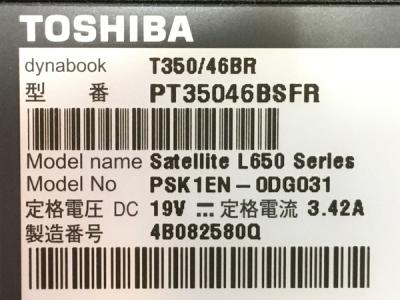 TOSHIBA
dynabook T350/46BR
型 番 PT35046BSFR
Model name Satellite L650 Series
Model No PSK1EN-0DG031
定格電圧 DC 19V ⎓ 定格電流 3.42A
製造番号 4B082580Q